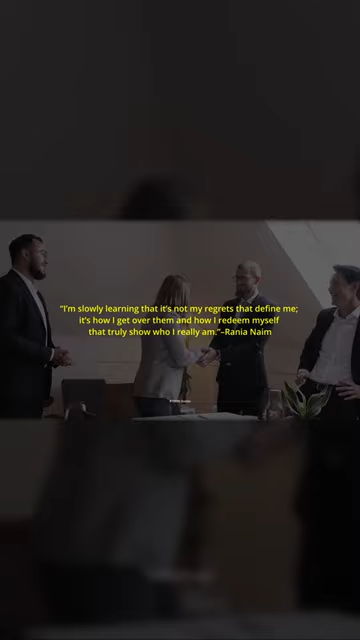 "I'm slowly learning that it's not my regrets that define me;
it's how I get over them and how I redeem myself
that truly show who I really am."–Rania Naim